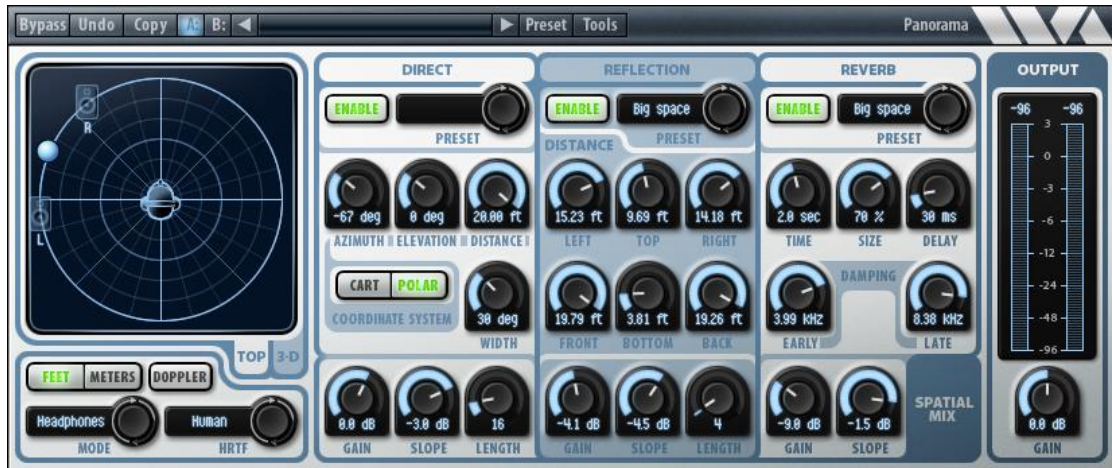 Bypass Undo Copy A: B: Preset Tools Panorama
DIRECT REFLECTION REVERB OUTPUT
ENABLE ENABLE Big space ENABLE Big space -96 -96
PRESET PRESET PRESET
3
0
-3
-6
-12
-24
-48
-96
R
L
DISTANCE
-67 deg 0 deg 20.00 ft 15.23 ft 9.69 ft 14.18 ft 2.0 sec 70 % 30 ms
AZIMUTH ELEVATION DISTANCE LEFT TOP RIGHT TIME SIZE DELAY
CART POLAR DAMPING
COORDINATE SYSTEM
30 deg 19.79 ft 3.81 ft 19.26 ft 3.99 KHz 8.38 KHz
WIDTH FRONT BOTTOM BACK EARLY LATE
TOP 3-D
FEET METERS DOPPLER
Headphones Human
MODE HRTF
0.0 dB -3.0 dB 16 -4.1 dB -4.5 dB 4 -9.0 dB -1.5 dB
GAIN SLOPE LENGTH GAIN SLOPE LENGTH GAIN SLOPE
SPATIAL
MIX
0.0 dB
GAIN